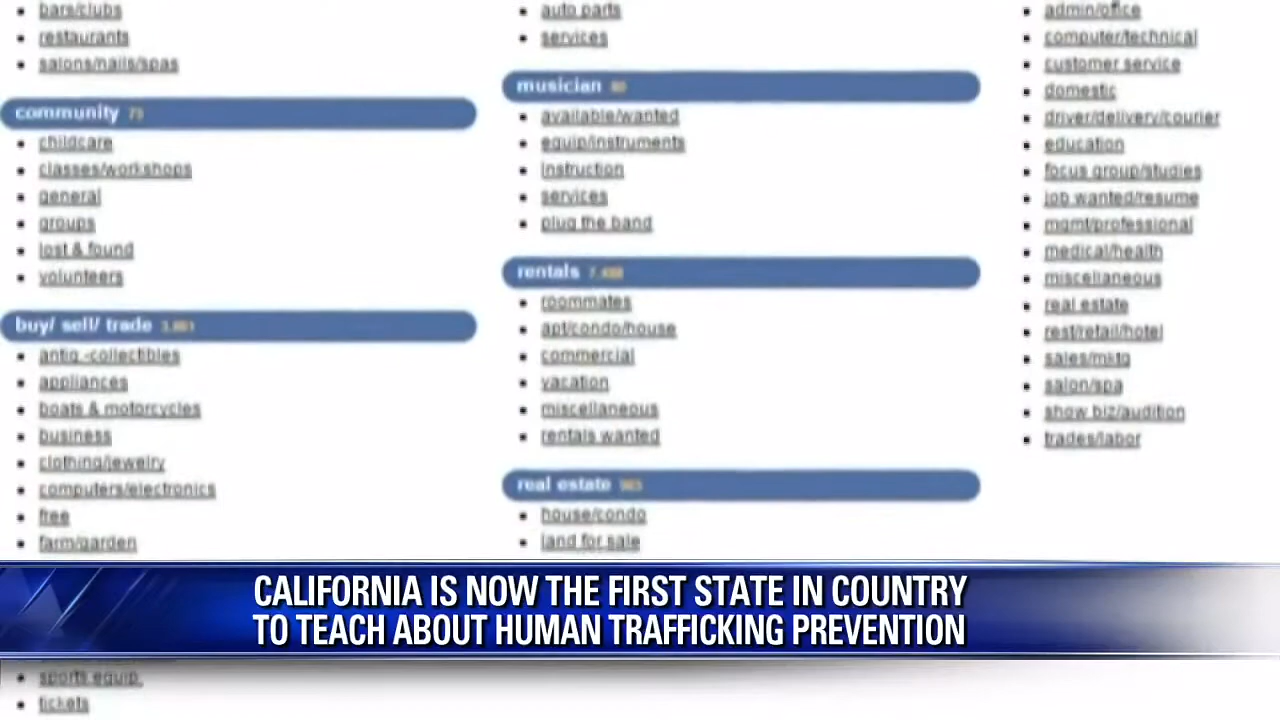 bars/clubs
restaurants
salons/nails/spas
community 73
childcare
classes/workshops
general
groups
lost & found
volunteers
buy/ sell/ trade
antiq.-collectibles
appliances
boats & motorcycles
business
clothing/jewelry
computers/electronics
free
farm/garden
sports equip.
tickets
auto parts
services
musician
available/wanted
equip/instruments
instruction
services
plug the band
rentals
roommates
apt/condo/house
commercial
vacation
miscellaneous
rentals wanted
real estate
house/condo
land for sale
admin/office
computer/technical
customer service
domestic
driver/delivery/courier
education
focus group/studies
job wanted/resume
mgmt/professional
medical/health
miscellaneous
real estate
rest/retail/hotel
sales/mktg
salon/spa
show biz/audition
trades/labor
CALIFORNIA IS NOW THE FIRST STATE IN COUNTRY
TO TEACH ABOUT HUMAN TRAFFICKING PREVENTION